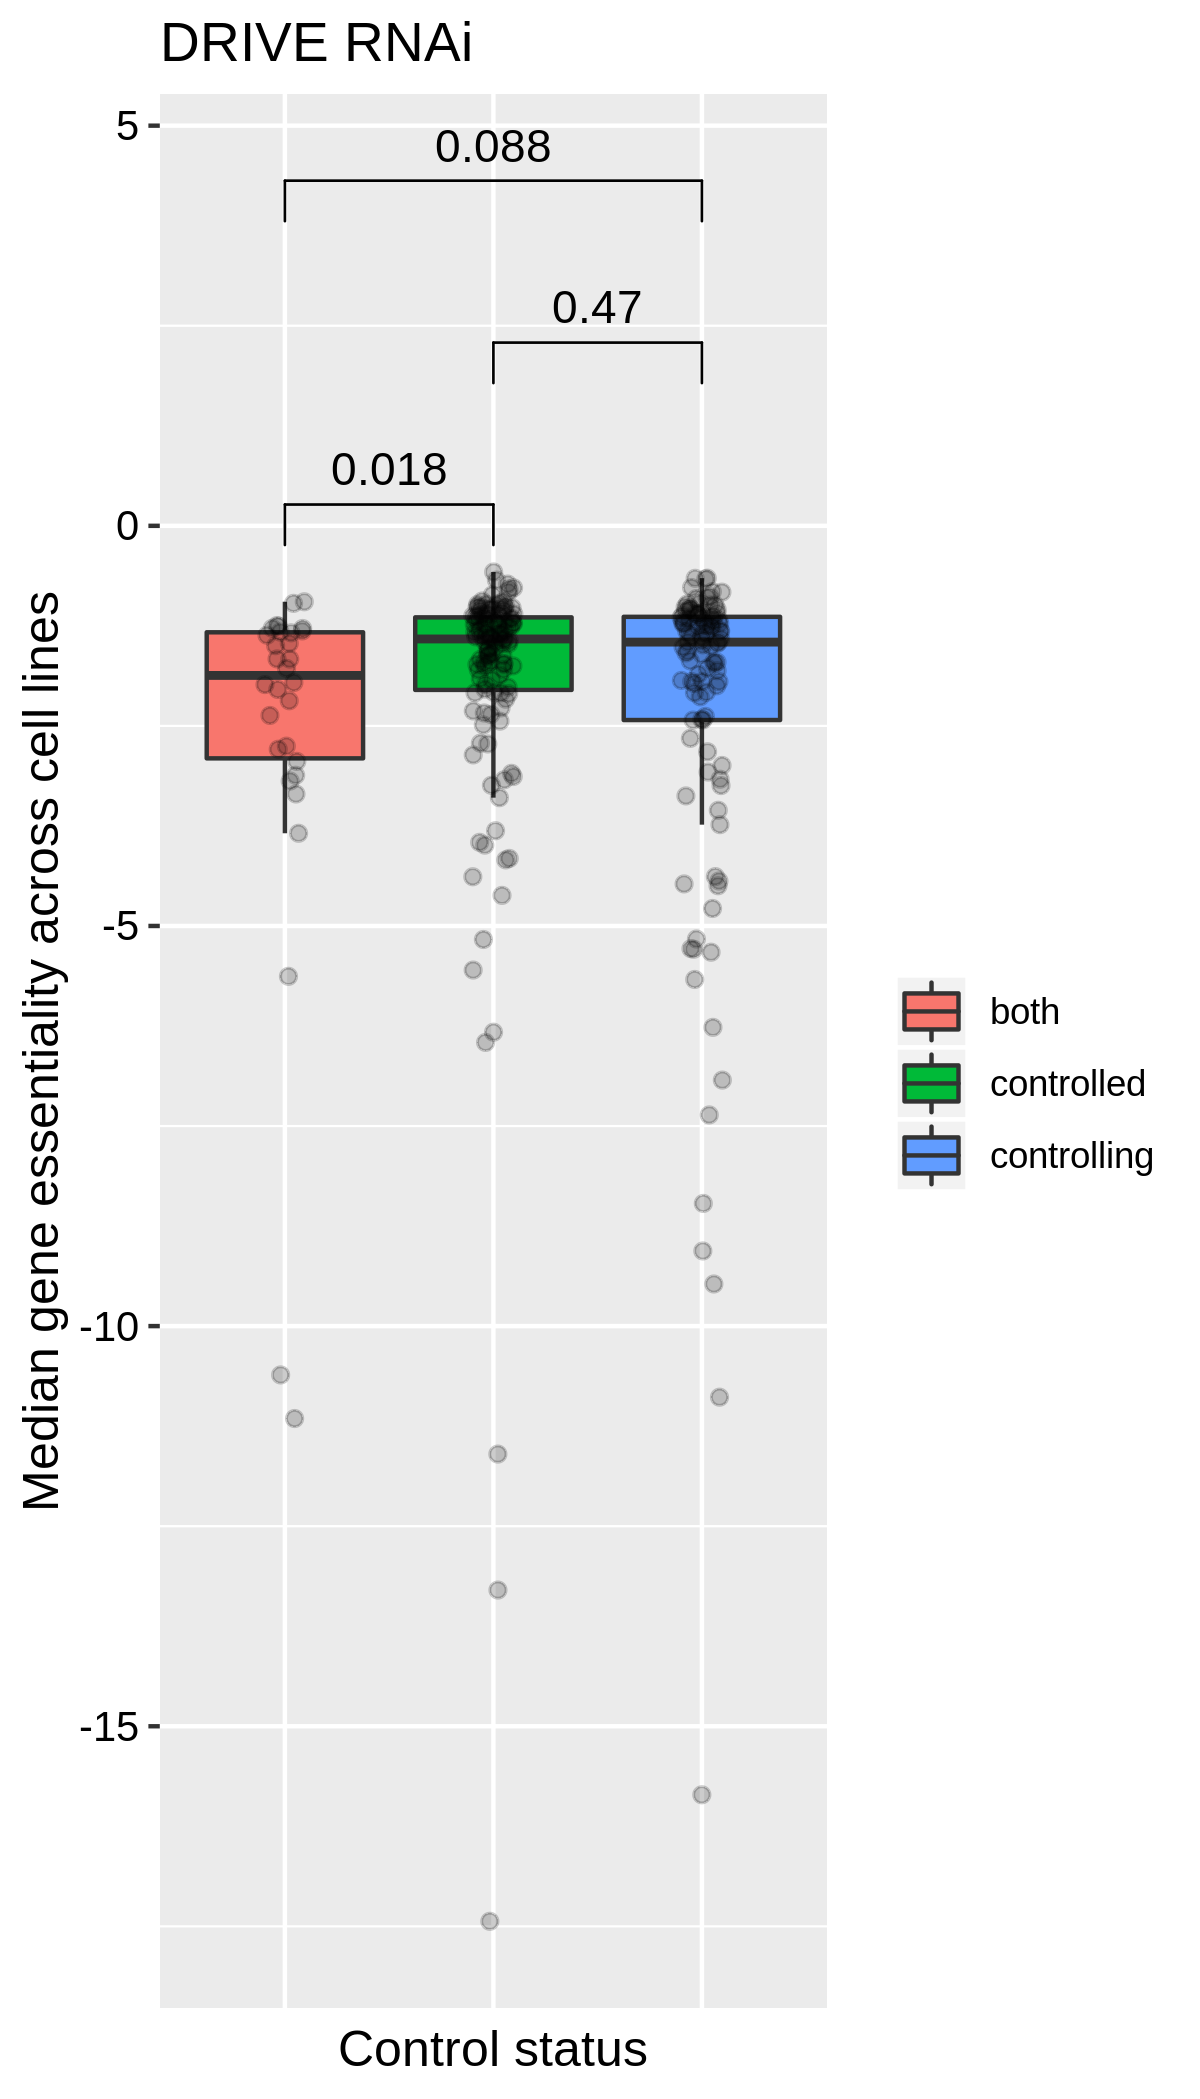 DRIVE RNAi
5
0.088
0.47
0.018
0
-5
-10
-15
Median gene essentiality across cell lines
Control status
both
controlled
controlling